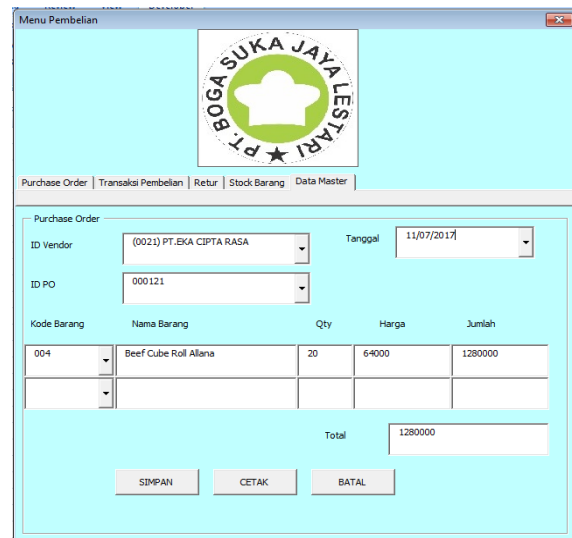 Menu Pembelian
PT. BOGA SUKA JAYA LESTARI
Purchase Order Transaksi Pembelian Retur Stock Barang Data Master
Purchase Order
ID Vendor (0021) PT.EKA CIPTA RASA Tanggal 11/07/2017
ID PO 000121
Kode Barang Nama Barang Qty Harga Jumlah
004 Beef Cube Roll Allana 20 64000 1280000
Total 1280000
SIMPAN CETAK BATAL